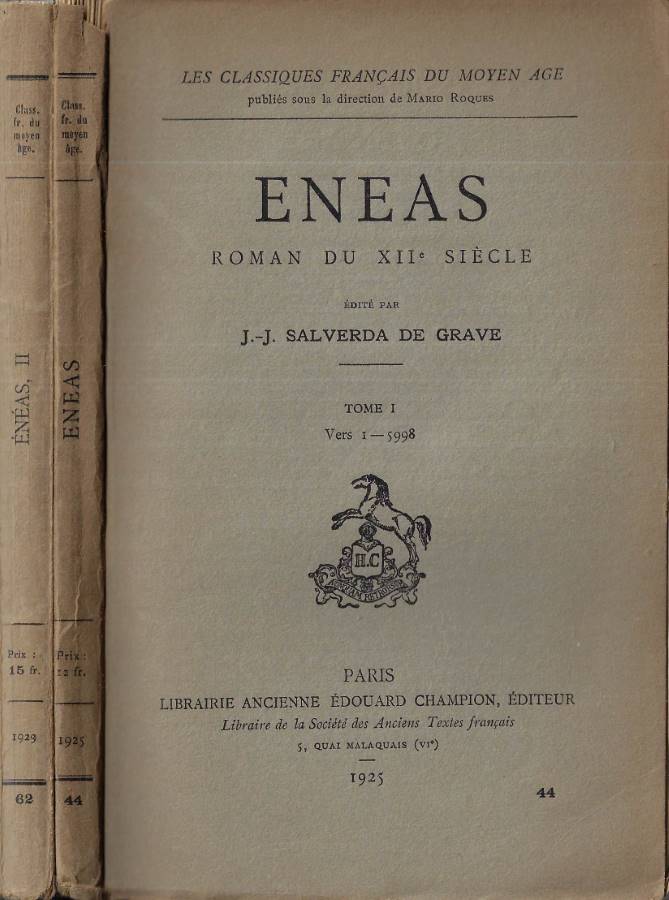 Class.
fr. du
moyen
âge.
ÉNÉAS, II
Prix :
15 fr.
1929
62
Class.
fr. du
moyen
âge.
ENEAS
Prix :
12 fr.
1925
44
LES CLASSIQUES FRANÇAIS DU MOYEN AGE
publiés sous la direction de MARIO ROQUES
ENEAS
ROMAN DU XIIe SIÈCLE
ÉDITÉ PAR
J.-J. SALVERDA DE GRAVE
TOME I
Vers 1 — 5998
H.C
PARIS
LIBRAIRIE ANCIENNE ÉDOUARD CHAMPION, ÉDITEUR
Libraire de la Société des Anciens Textes français
5, QUAI MALAQUAIS (VIe)
1925
44